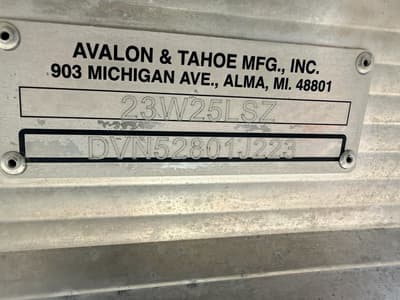 AVALON & TAHOE MFG., INC.
903 MICHIGAN AVE., ALMA, MI. 48801
23W25LSZ
DVN52801J223